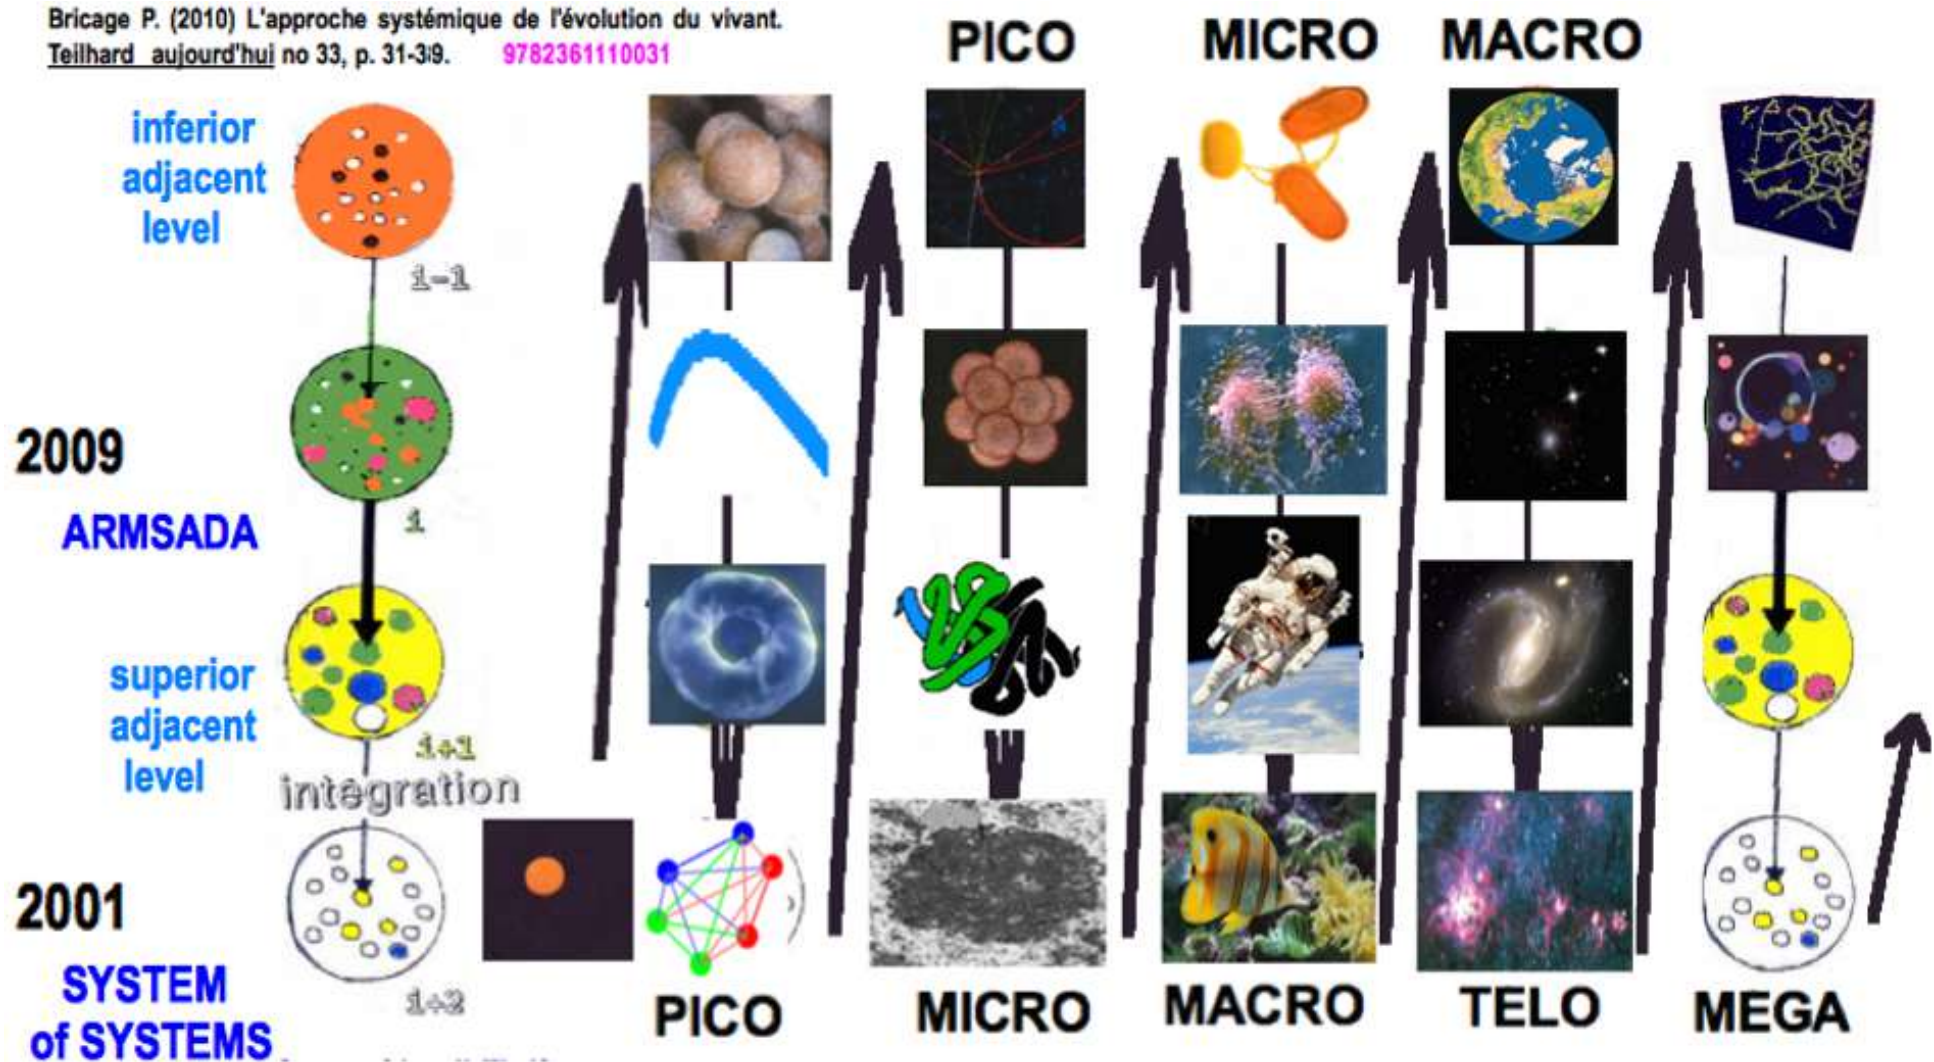 Bricage P. (2010) L'approche systémique de l'évolution du vivant.
Teilhard aujourd'hui no 33, p. 31-39. 9782361110031
PICO MICRO MACRO
inferior
adjacent
level
i-1
2009
ARMSADA
i
superior
adjacent
level
i+1
intégration
2001
SYSTEM
of SYSTEMS
i+2
PICO MICRO MACRO TELO MEGA